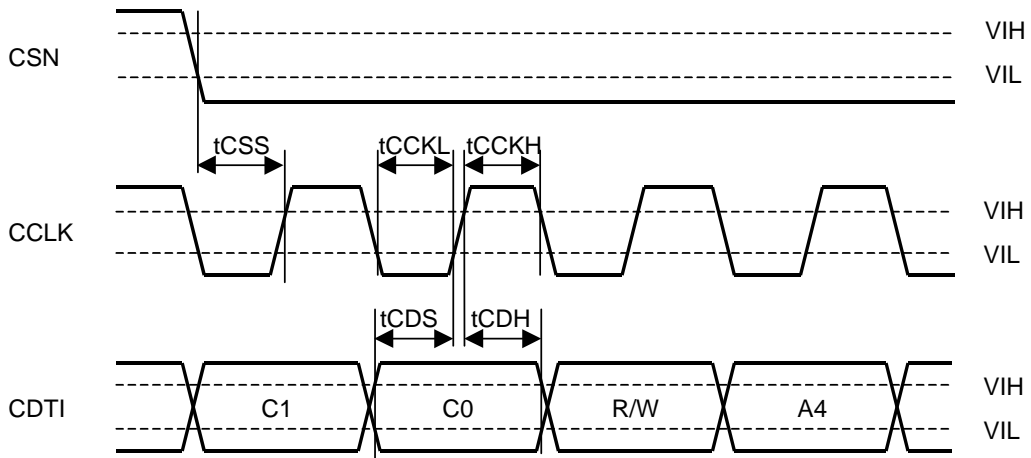 CSN
VIH
VIL
tCSS
tCCKL
tCCKH
CCLK
VIH
VIL
tCDS
tCDH
CDTI
C1
C0
R/W
A4
VIH
VIL